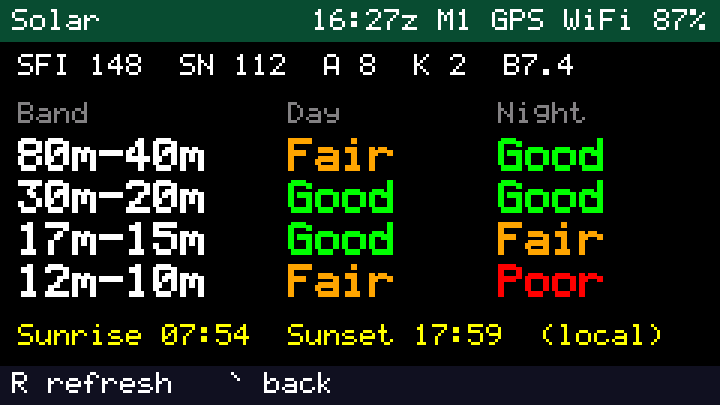 Solar 16:27z M1 GPS WiFi 87%
SFI 148 SN 112 A 8 K 2 B7.4
Band Day Night
80m-40m Fair Good
30m-20m Good Good
17m-15m Good Fair
12m-10m Fair Poor
Sunrise 07:54 Sunset 17:59 (local)
R refresh ` back